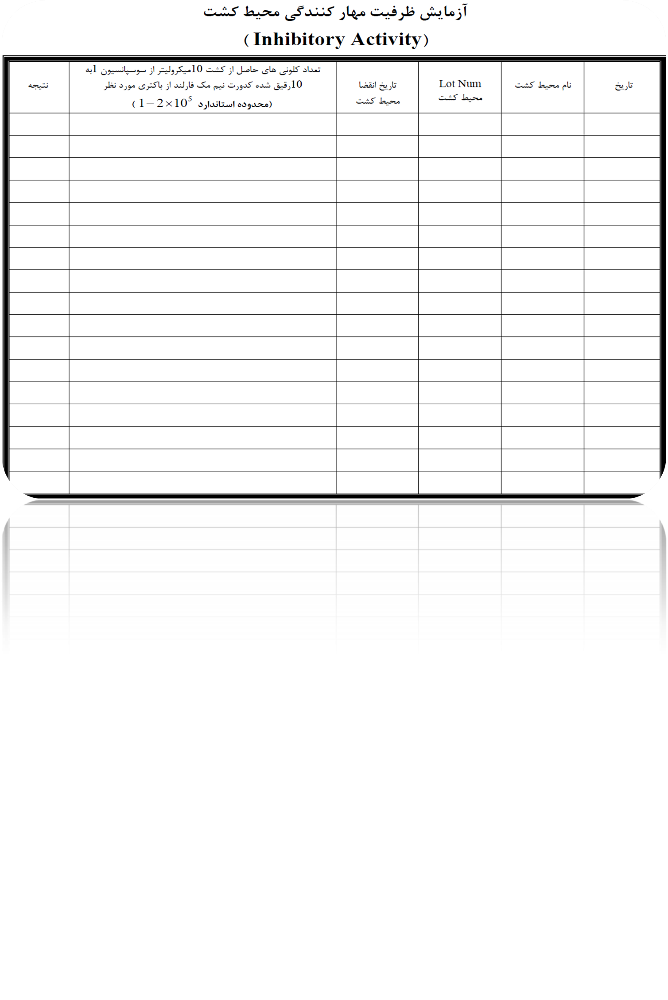 آزمایش ظرفیت مهار کنندگی محیط کشت
(Inhibitory Activity )
تاریخ
نام محیط کشت
Lot Num
محیط کشت
تاریخ انقضا
محیط کشت
تعداد کلونی های حاصل از کشت 10میکرولیتر از سوسپانسیون 1به
10رقیق شده کدورت نیم مک فارلند از باکتری مورد نظر
(محدوده استاندارد 1−2×10⁵ )
نتیجه